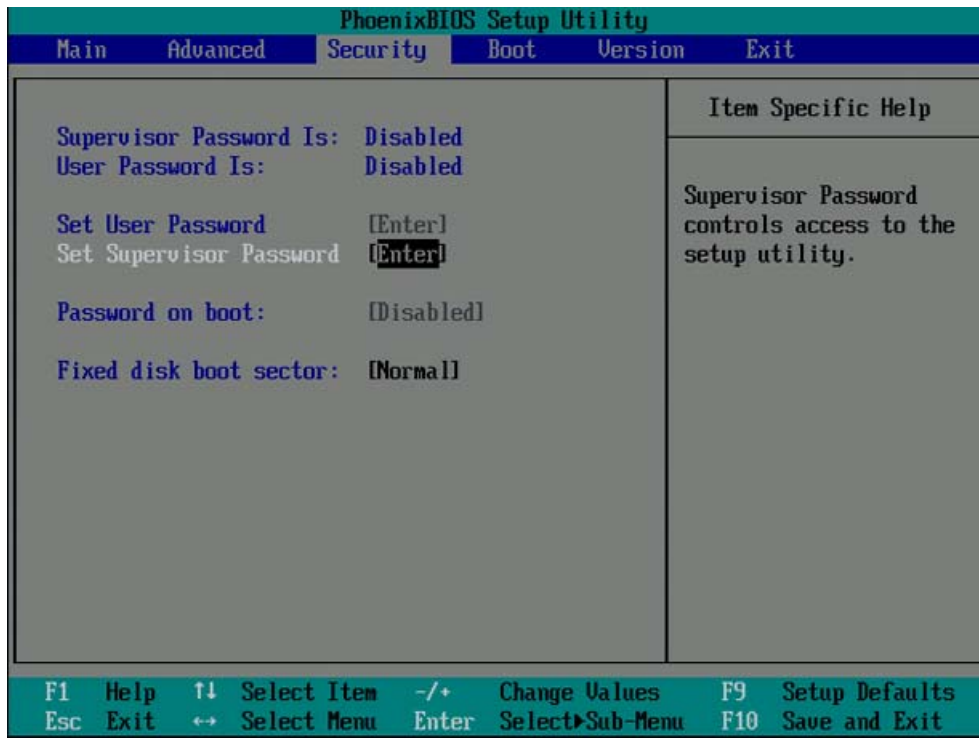 PhoenixBIOS Setup Utility
Main Advanced Security Boot Version Exit
Supervisor Password Is: Disabled
User Password Is: Disabled
Set User Password [Enter]
Set Supervisor Password [Enter]
Password on boot: [Disabled]
Fixed disk boot sector: [Normal]
Item Specific Help
Supervisor Password
controls access to the
setup utility.
F1 Help ↑↓ Select Item -/+ Change Values F9 Setup Defaults
Esc Exit ↔ Select Menu Enter Select▶Sub-Menu F10 Save and Exit